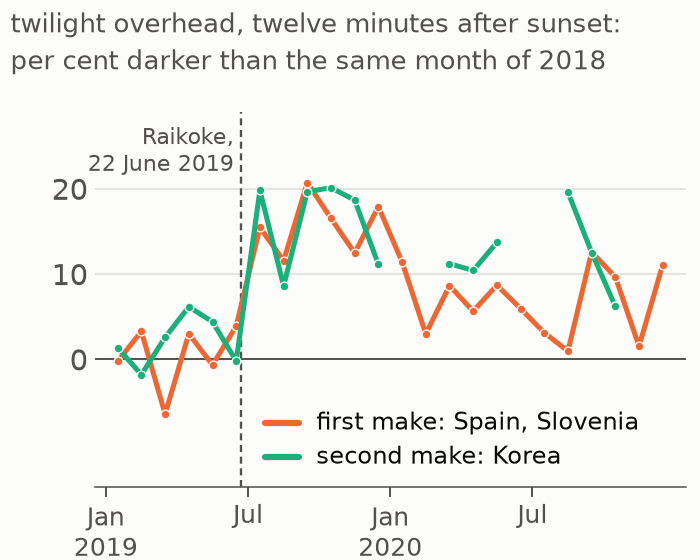 twilight overhead, twelve minutes after sunset:
per cent darker than the same month of 2018
Raikoke,
22 June 2019
20
10
0
first make: Spain, Slovenia
second make: Korea
Jan Jul Jan Jul
2019 2020